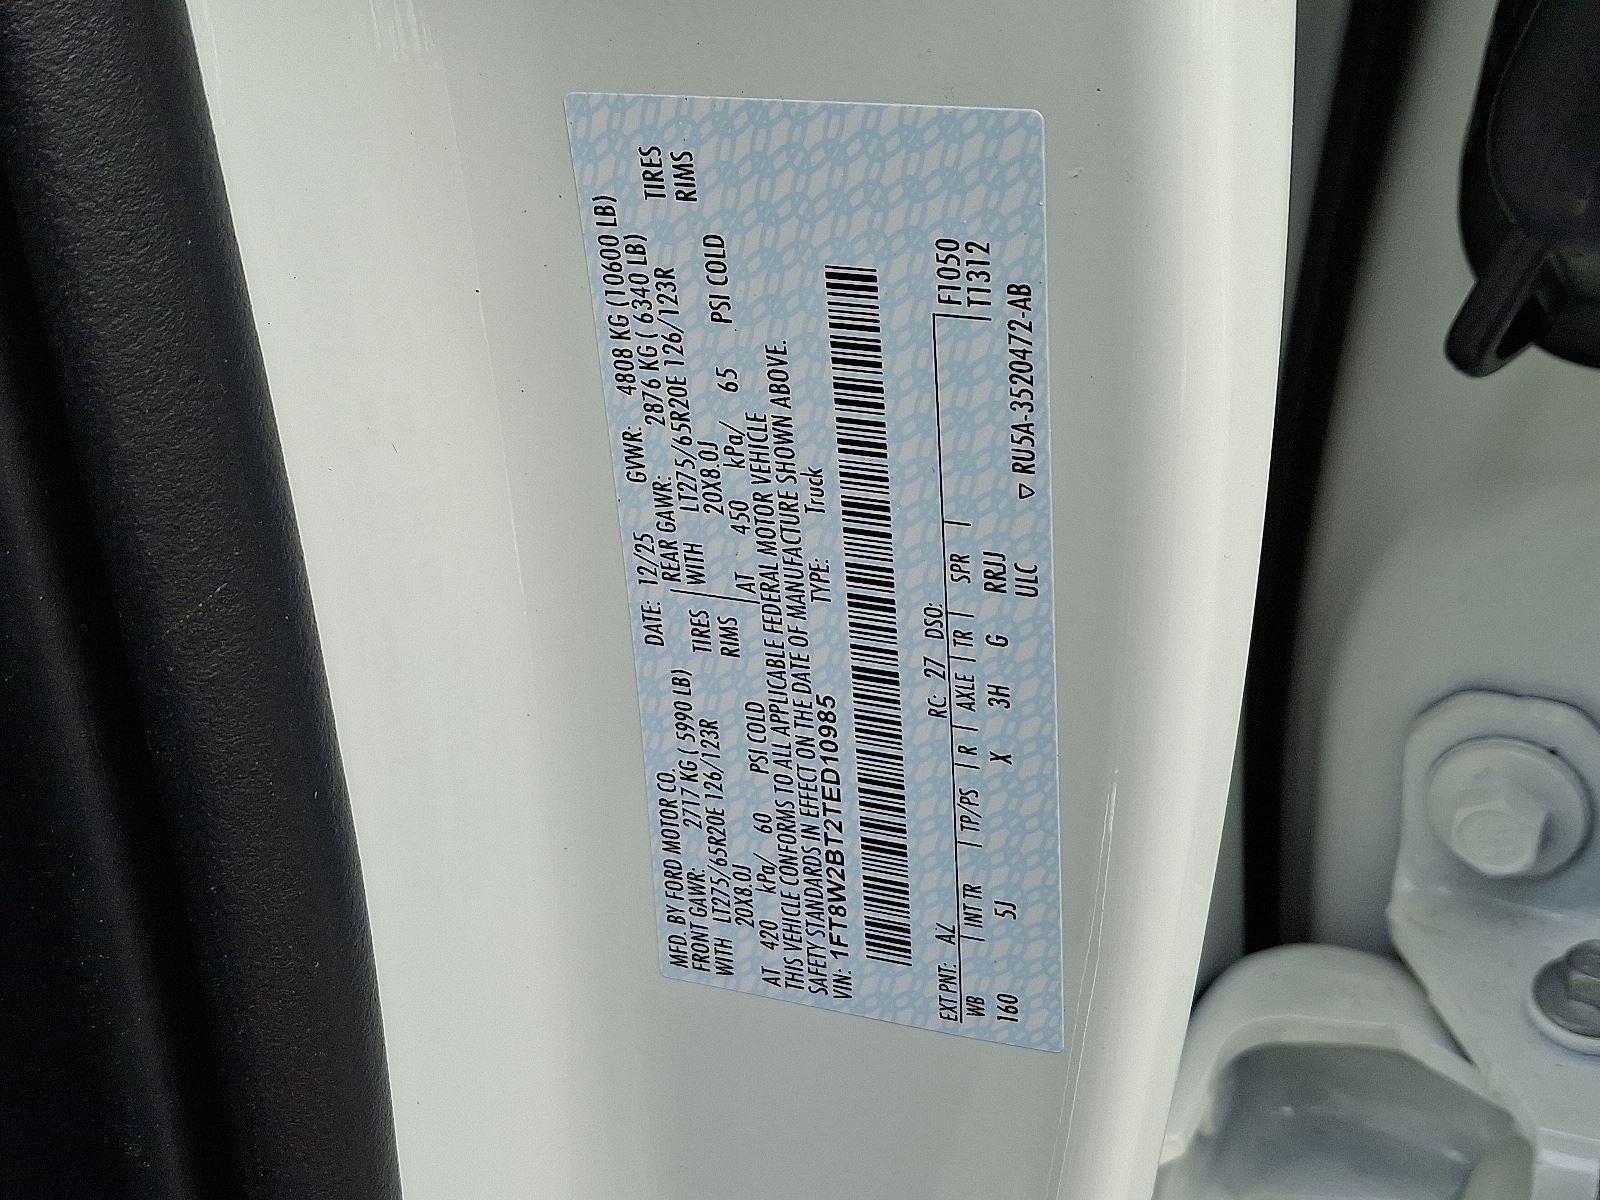 MFD. BY FORD MOTOR CO. DATE: 12/25 GVWR: 4808 KG (10600 LB)
FRONT GAWR: 2717 KG ( 5990 LB) REAR GAWR: 2876 KG ( 6340 LB)
WITH LT275/65R20E 126/123R TIRES WITH LT275/65R20E 126/123R TIRES
20X8.0J RIMS 20X8.0J RIMS
AT 420 kPa/ 60 PSI COLD AT 450 kPa/ 65 PSI COLD
THIS VEHICLE CONFORMS TO ALL APPLICABLE FEDERAL MOTOR VEHICLE
SAFETY STANDARDS IN EFFECT ON THE DATE OF MANUFACTURE SHOWN ABOVE.
VIN: 1FT8W2BT2TED10985 TYPE: Truck
EXT PNT: AZ RC: 27 DSO: F1050
WB INT TR TP/PS R AXLE TR SPR T1312
160 5J X 3H G RRJJ
ULC ▽ RU5A-3520472-AB